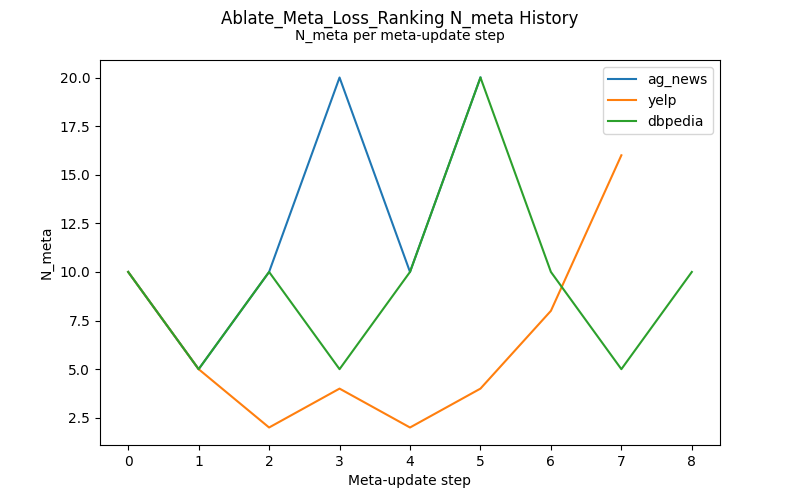 Ablate_Meta_Loss_Ranking N_meta History
N_meta per meta-update step
ag_news
yelp
dbpedia
N_meta
20.0
17.5
15.0
12.5
10.0
7.5
5.0
2.5
0 1 2 3 4 5 6 7 8
Meta-update step